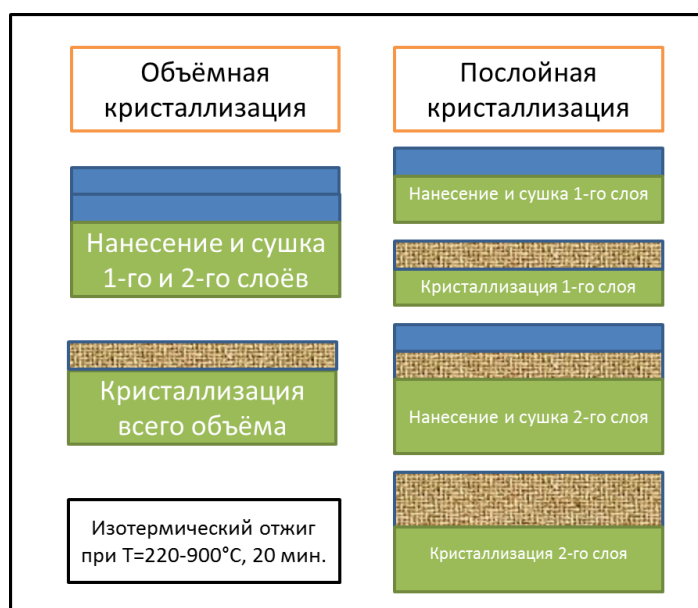 Объёмная
кристаллизация
Нанесение и сушка
1-го и 2-го слоёв
Кристаллизация
всего объёма
Изотермический отжиг
при T=220-900°C, 20 мин.
Послойная
кристаллизация
Нанесение и сушка 1-го слоя
Кристаллизация 1-го слоя
Нанесение и сушка 2-го слоя
Кристаллизация 2-го слоя